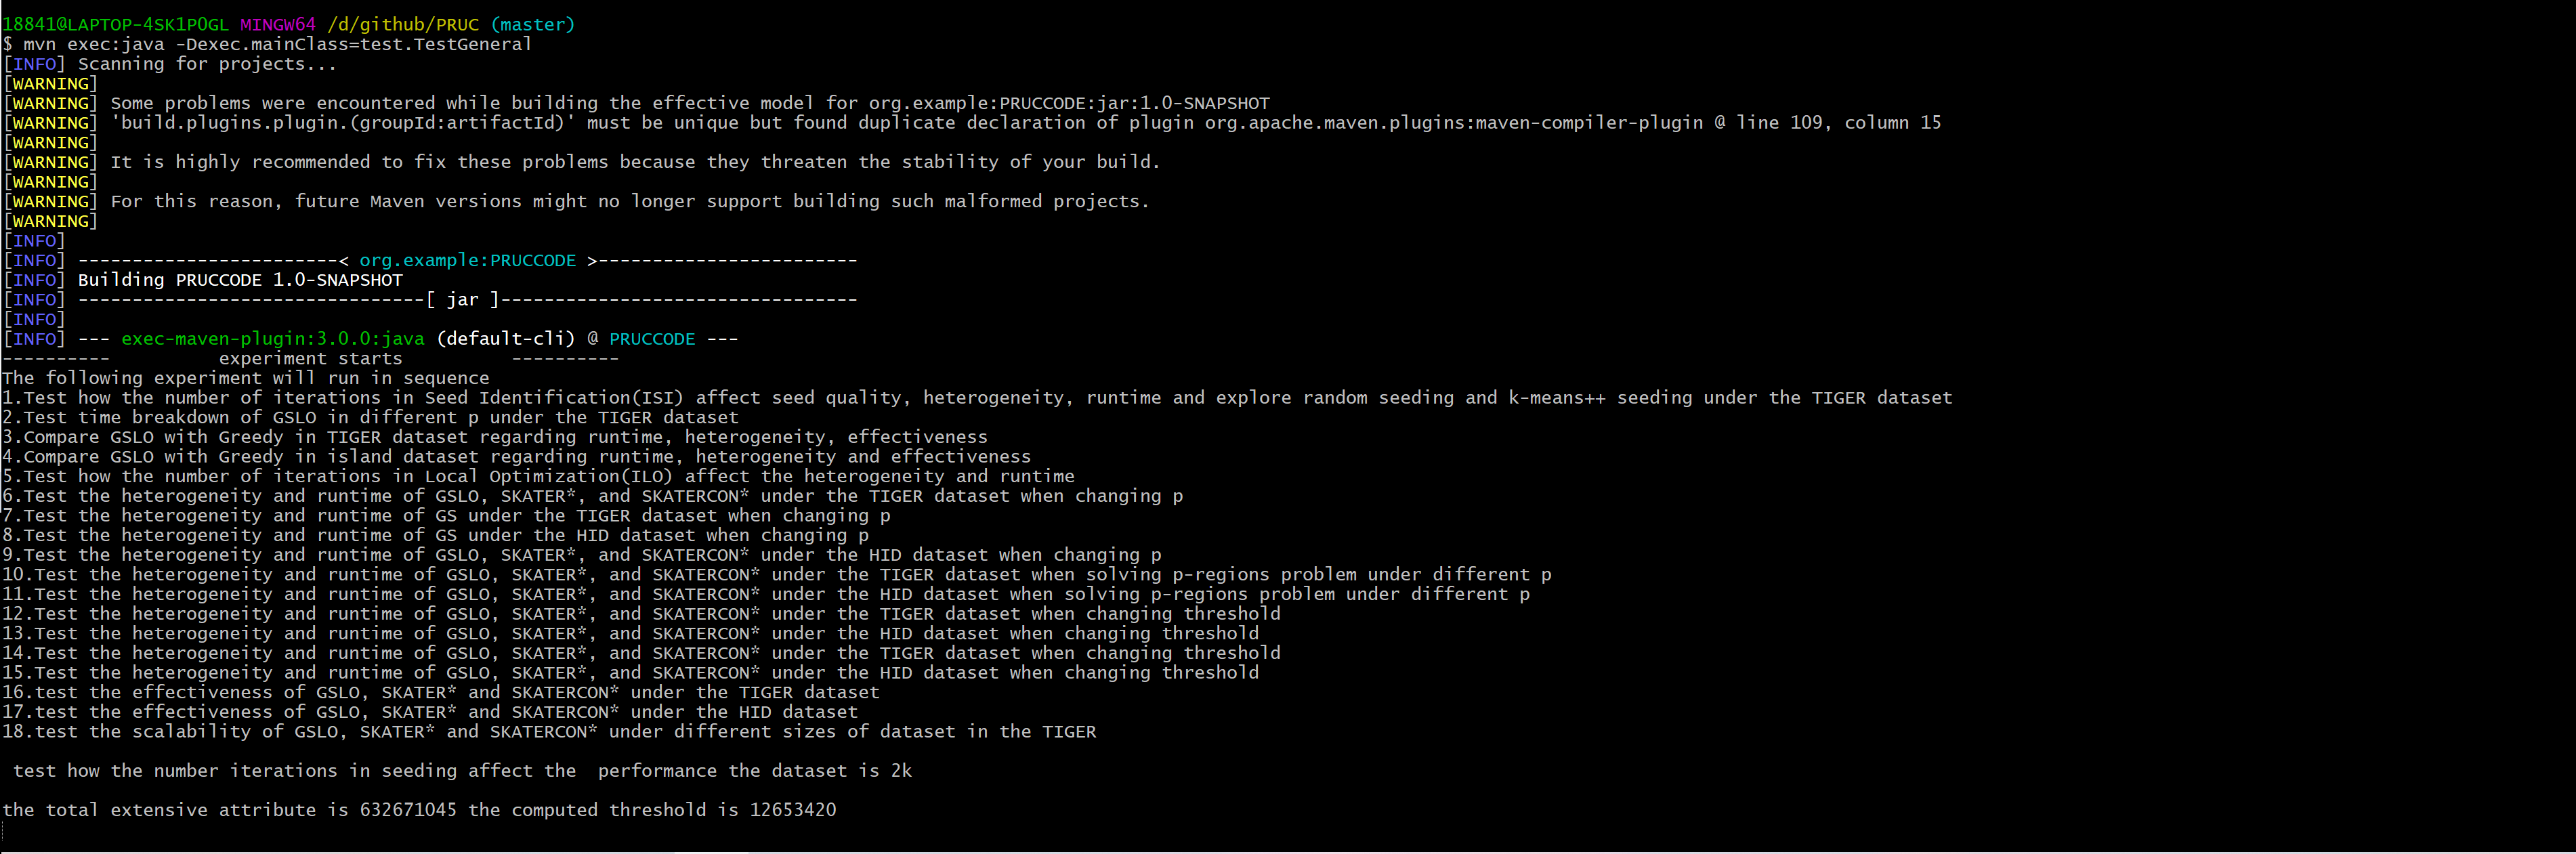 18841@LAPTOP-4SK1P0GL MINGW64 /d/github/PRUC (master)
$ mvn exec:java -Dexec.mainClass=test.TestGeneral
[INFO] Scanning for projects...
[WARNING]
[WARNING] Some problems were encountered while building the effective model for org.example:PRUCCODE:jar:1.0-SNAPSHOT
[WARNING] 'build.plugins.plugin.(groupId:artifactId)' must be unique but found duplicate declaration of plugin org.apache.maven.plugins:maven-compiler-plugin @ line 109, column 15
[WARNING]
[WARNING] It is highly recommended to fix these problems because they threaten the stability of your build.
[WARNING]
[WARNING] For this reason, future Maven versions might no longer support building such malformed projects.
[WARNING]
[INFO]
[INFO] ------------------------< org.example:PRUCCODE >------------------------
[INFO] Building PRUCCODE 1.0-SNAPSHOT
[INFO] --------------------------------[ jar ]---------------------------------
[INFO]
[INFO] --- exec-maven-plugin:3.0.0:java (default-cli) @ PRUCCODE ---
----------          experiment starts          ----------
The following experiment will run in sequence
1.Test how the number of iterations in Seed Identification(ISI) affect seed quality, heterogeneity, runtime and explore random seeding and k-means++ seeding under the TIGER dataset
2.Test time breakdown of GSLO in different p under the TIGER dataset
3.Compare GSLO with Greedy in TIGER dataset regarding runtime, heterogeneity, effectiveness
4.Compare GSLO with Greedy in island dataset regarding runtime, heterogeneity and effectiveness
5.Test how the number of iterations in Local Optimization(ILO) affect the heterogeneity and runtime
6.Test the heterogeneity and runtime of GSLO, SKATER*, and SKATERCON* under the TIGER dataset when changing p
7.Test the heterogeneity and runtime of GS under the TIGER dataset when changing p
8.Test the heterogeneity and runtime of GS under the HID dataset when changing p
9.Test the heterogeneity and runtime of GSLO, SKATER*, and SKATERCON* under the HID dataset when changing p
10.Test the heterogeneity and runtime of GSLO, SKATER*, and SKATERCON* under the TIGER dataset when solving p-regions problem under different p
11.Test the heterogeneity and runtime of GSLO, SKATER*, and SKATERCON* under the HID dataset when solving p-regions problem under different p
12.Test the heterogeneity and runtime of GSLO, SKATER*, and SKATERCON* under the TIGER dataset when changing threshold
13.Test the heterogeneity and runtime of GSLO, SKATER*, and SKATERCON* under the HID dataset when changing threshold
14.Test the heterogeneity and runtime of GSLO, SKATER*, and SKATERCON* under the TIGER dataset when changing threshold
15.Test the heterogeneity and runtime of GSLO, SKATER*, and SKATERCON* under the HID dataset when changing threshold
16.test the effectiveness of GSLO, SKATER* and SKATERCON* under the TIGER dataset
17.test the effectiveness of GSLO, SKATER* and SKATERCON* under the HID dataset
18.test the scalability of GSLO, SKATER* and SKATERCON* under different sizes of dataset in the TIGER
 test how the number iterations in seeding affect the  performance the dataset is 2k
the total extensive attribute is 632671045 the computed threshold is 12653420